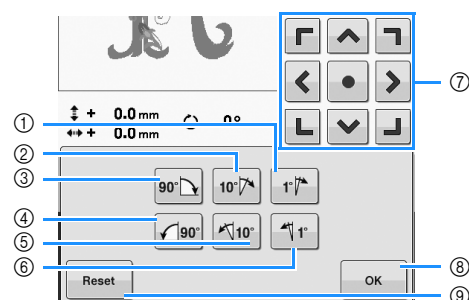 ⑦
+ 0.0 mm 0°
+ 0.0 mm
①
②
③ 90° 10° 1°
④ 90° 10° 1°
⑤
⑥
Reset OK ⑧
⑨